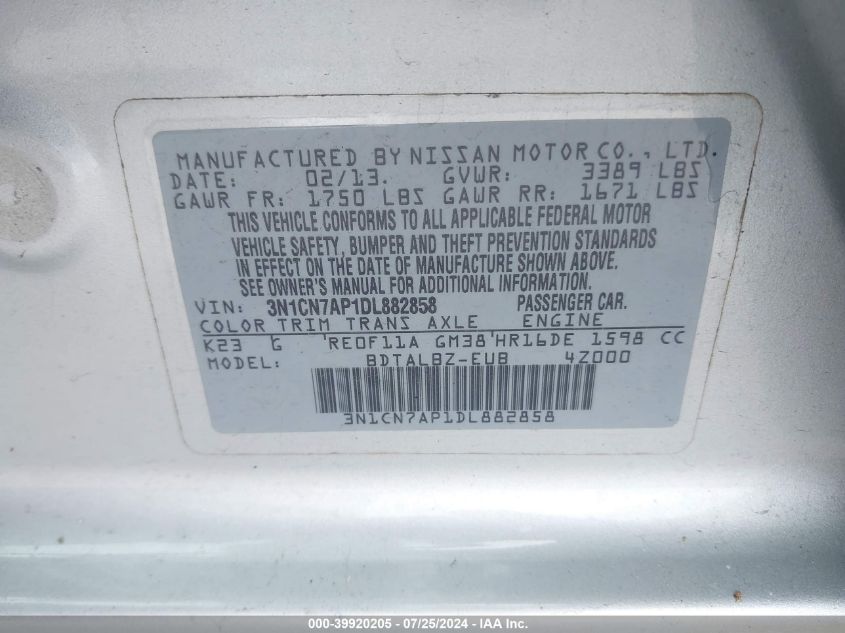 MANUFACTURED BY NISSAN MOTOR CO., LTD.
DATE: 02/13. GVWR: 3389 LBS
GAWR FR: 1750 LBS GAWR RR: 1671 LBS
THIS VEHICLE CONFORMS TO ALL APPLICABLE FEDERAL MOTOR
VEHICLE SAFETY, BUMPER AND THEFT PREVENTION STANDARDS
IN EFFECT ON THE DATE OF MANUFACTURE SHOWN ABOVE.
SEE OWNER'S MANUAL FOR ADDITIONAL INFORMATION.
VIN: 3N1CN7AP1DL882858 PASSENGER CAR.
COLOR TRIM TRANS AXLE ENGINE
K23 G RE0F11A GM38 HR16DE 1598 CC
MODEL: BDTALBZ-EUB 4Z000
3N1CN7AP1DL882858
000-39920205 - 07/25/2024 - IAA Inc.